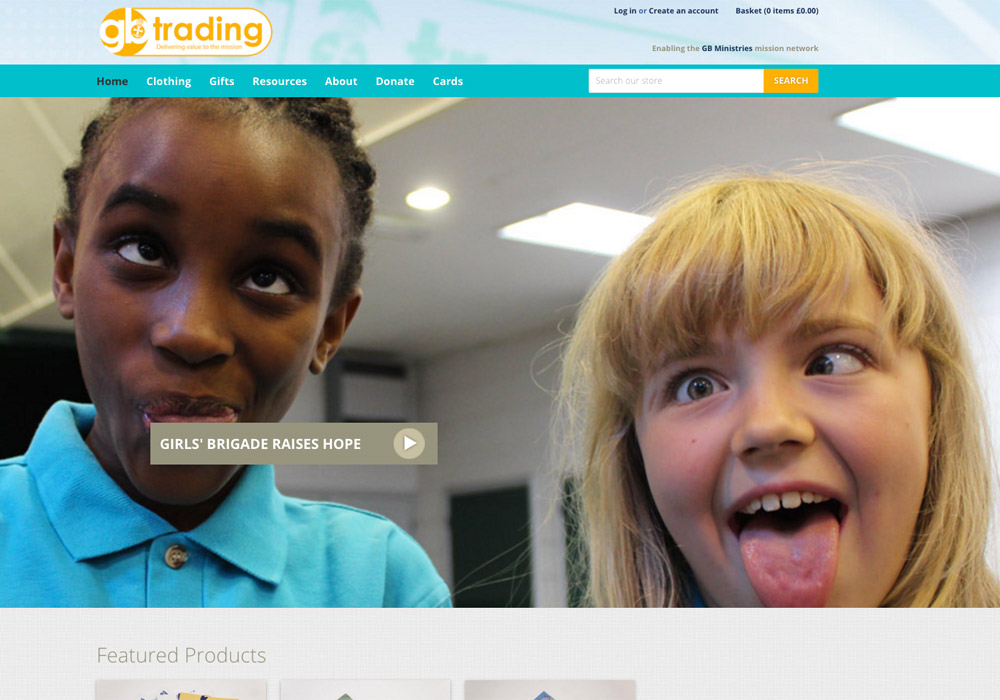 gb trading
Delivering value to the mission
Log in or Create an account
Basket (0 items £0.00)
Enabling the GB Ministries mission network
Home Clothing Gifts Resources About Donate Cards
Search our store
SEARCH
GIRLS' BRIGADE RAISES HOPE
Featured Products